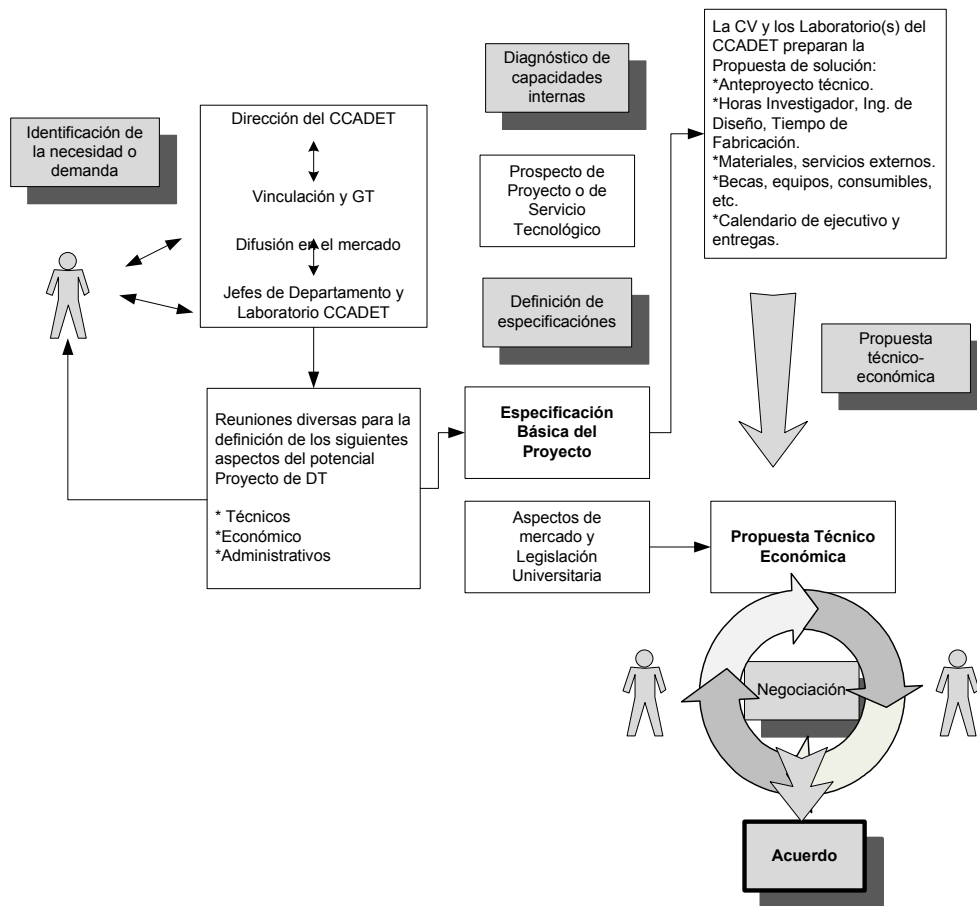 Identificación de
la necesidad o
demanda
Dirección del CCADET
Vinculación y GT
Difusión en el mercado
Jefes de Departamento y
Laboratorio CCADET
Diagnóstico de
capacidades
internas
Prospecto de
Proyecto o de
Servicio
Tecnológico
Definición de
especificaciónes
La CV y los Laboratorio(s) del
CCADET preparan la
Propuesta de solución:
*Anteproyecto técnico.
*Horas Investigador, Ing. de
Diseño, Tiempo de
Fabricación.
*Materiales, servicios externos.
*Becas, equipos, consumibles,
etc.
*Calendario de ejecutivo y
entregas.
Propuesta
técnico-
económica
Reuniones diversas para la
definición de los siguientes
aspectos del potencial
Proyecto de DT
* Técnicos
*Económico
*Administrativos
Especificación
Básica del
Proyecto
Aspectos de
mercado y
Legislación
Universitaria
Propuesta Técnico
Económica
Negociación
Acuerdo